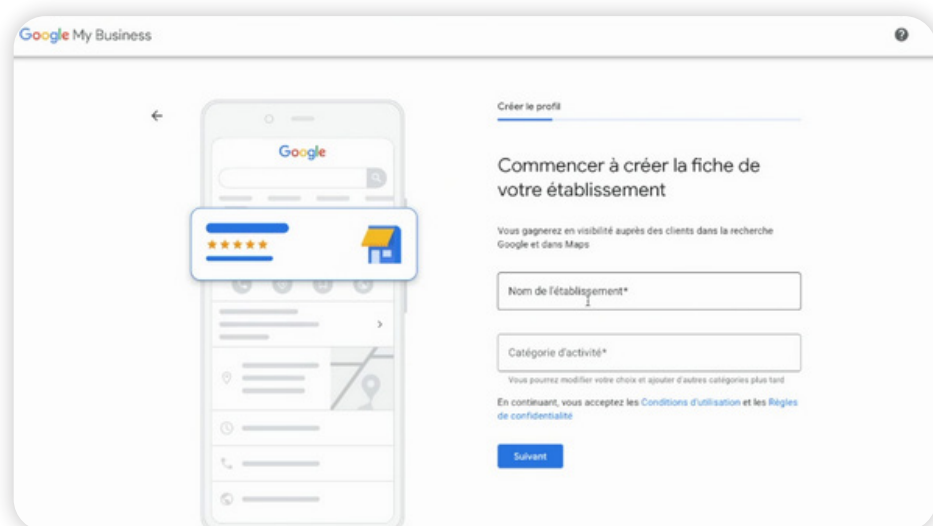 Google My Business
Créer le profil
Google
Commencer à créer la fiche de
votre établissement
Vous gagnerez en visibilité auprès des clients dans la recherche
Google et dans Maps
Nom de l'établissement*
Catégorie d'activité*
Vous pourrez modifier votre choix et ajouter d'autres catégories plus tard
En continuant, vous acceptez les Conditions d'utilisation et les Règles
de confidentialité
Suivant